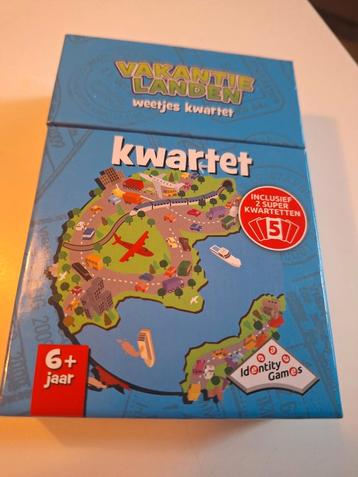 VAKANTIE
LANDEN
weetjes kwartet
kwartet
INCLUSIEF
2 SUPER
KWARTETTEN
5
6+
jaar
Identity
Games